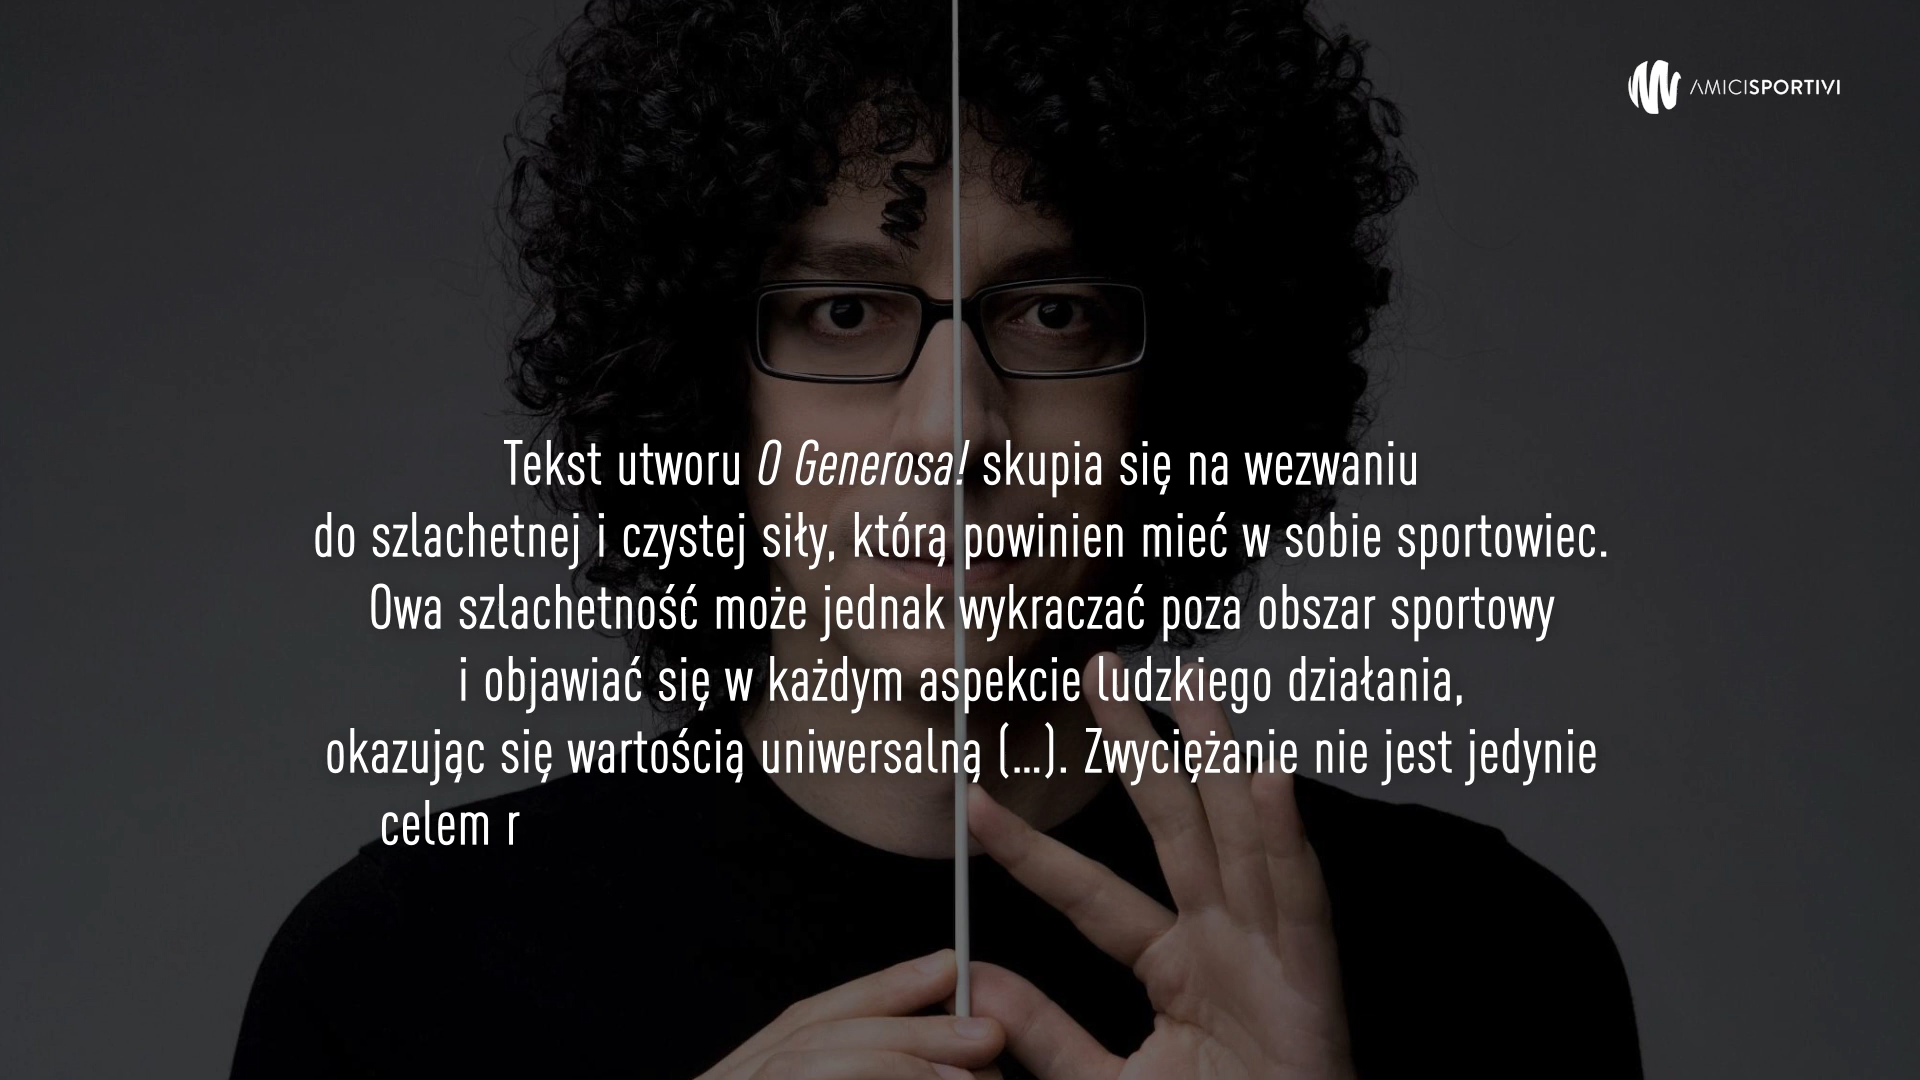 AMICISPORTIVI
Tekst utworu O Generosa! skupia się na wezwaniu
do szlachetnej i czystej siły, którą powinien mieć w sobie sportowiec.
Owa szlachetność może jednak wykraczać poza obszar sportowy
i objawiać się w każdym aspekcie ludzkiego działania,
okazując się wartością uniwersalną (...). Zwyciężanie nie jest jedynie
celem r